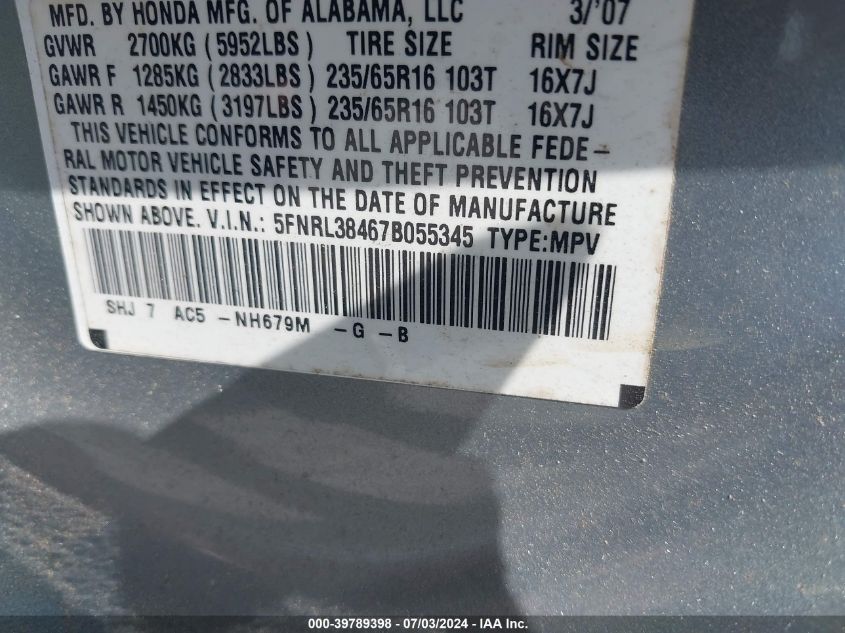 MFD. BY HONDA MFG. OF ALABAMA, LLC 3/'07
GVWR 2700KG (5952LBS) TIRE SIZE RIM SIZE
GAWR F 1285KG (2833LBS) 235/65R16 103T 16X7J
GAWR R 1450KG (3197LBS) 235/65R16 103T 16X7J
THIS VEHICLE CONFORMS TO ALL APPLICABLE FEDE-
RAL MOTOR VEHICLE SAFETY AND THEFT PREVENTION
STANDARDS IN EFFECT ON THE DATE OF MANUFACTURE
SHOWN ABOVE. V.I.N.: 5FNRL38467B055345 TYPE:MPV
SHJ 7 AC5 -NH679M -G -B
000-39789398 - 07/03/2024 - IAA Inc.